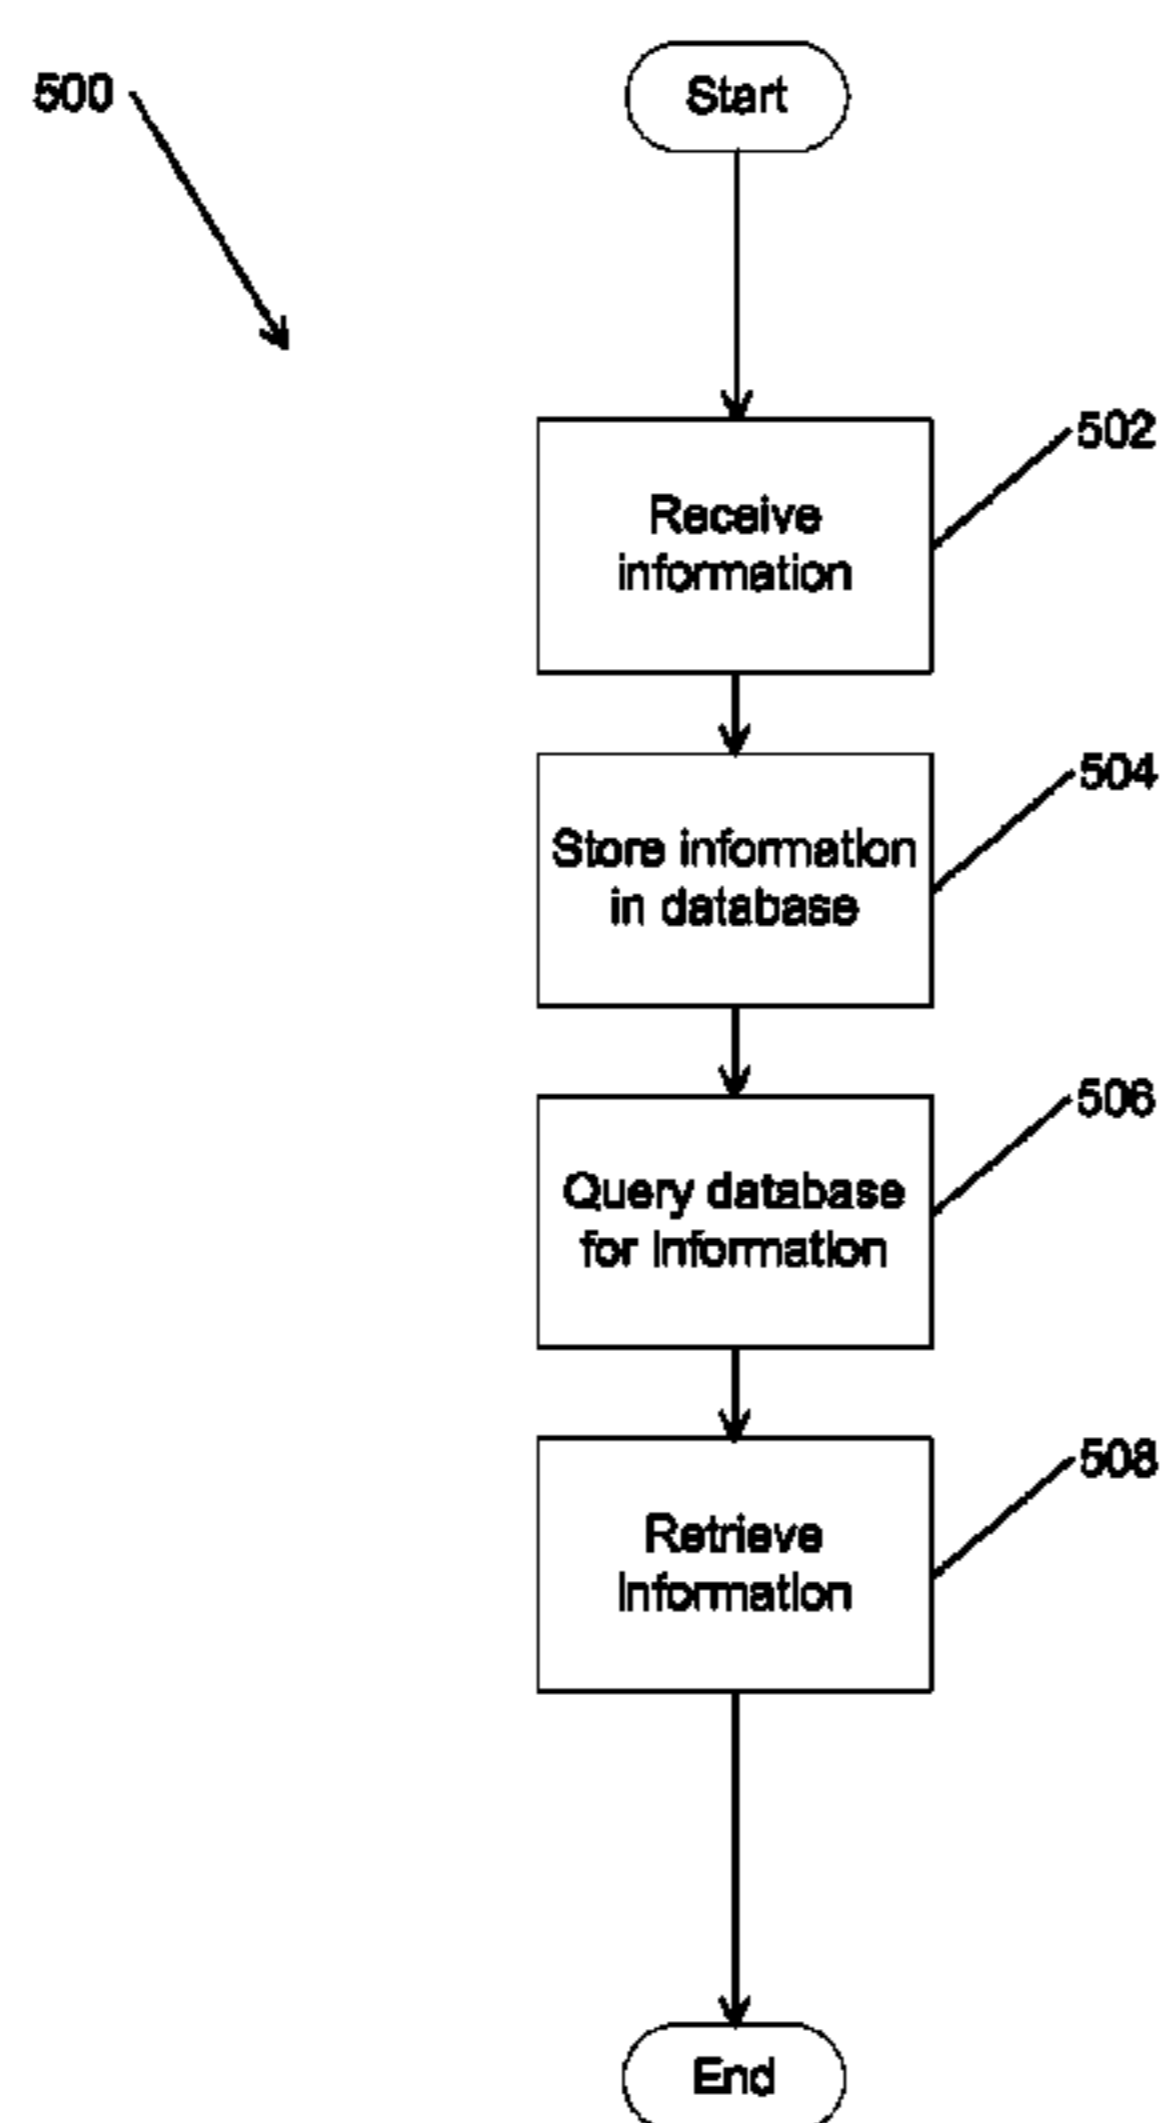 500
Start
502
Receive
information
504
Store information
in database
506
Query database
for information
508
Retrieve
information
End